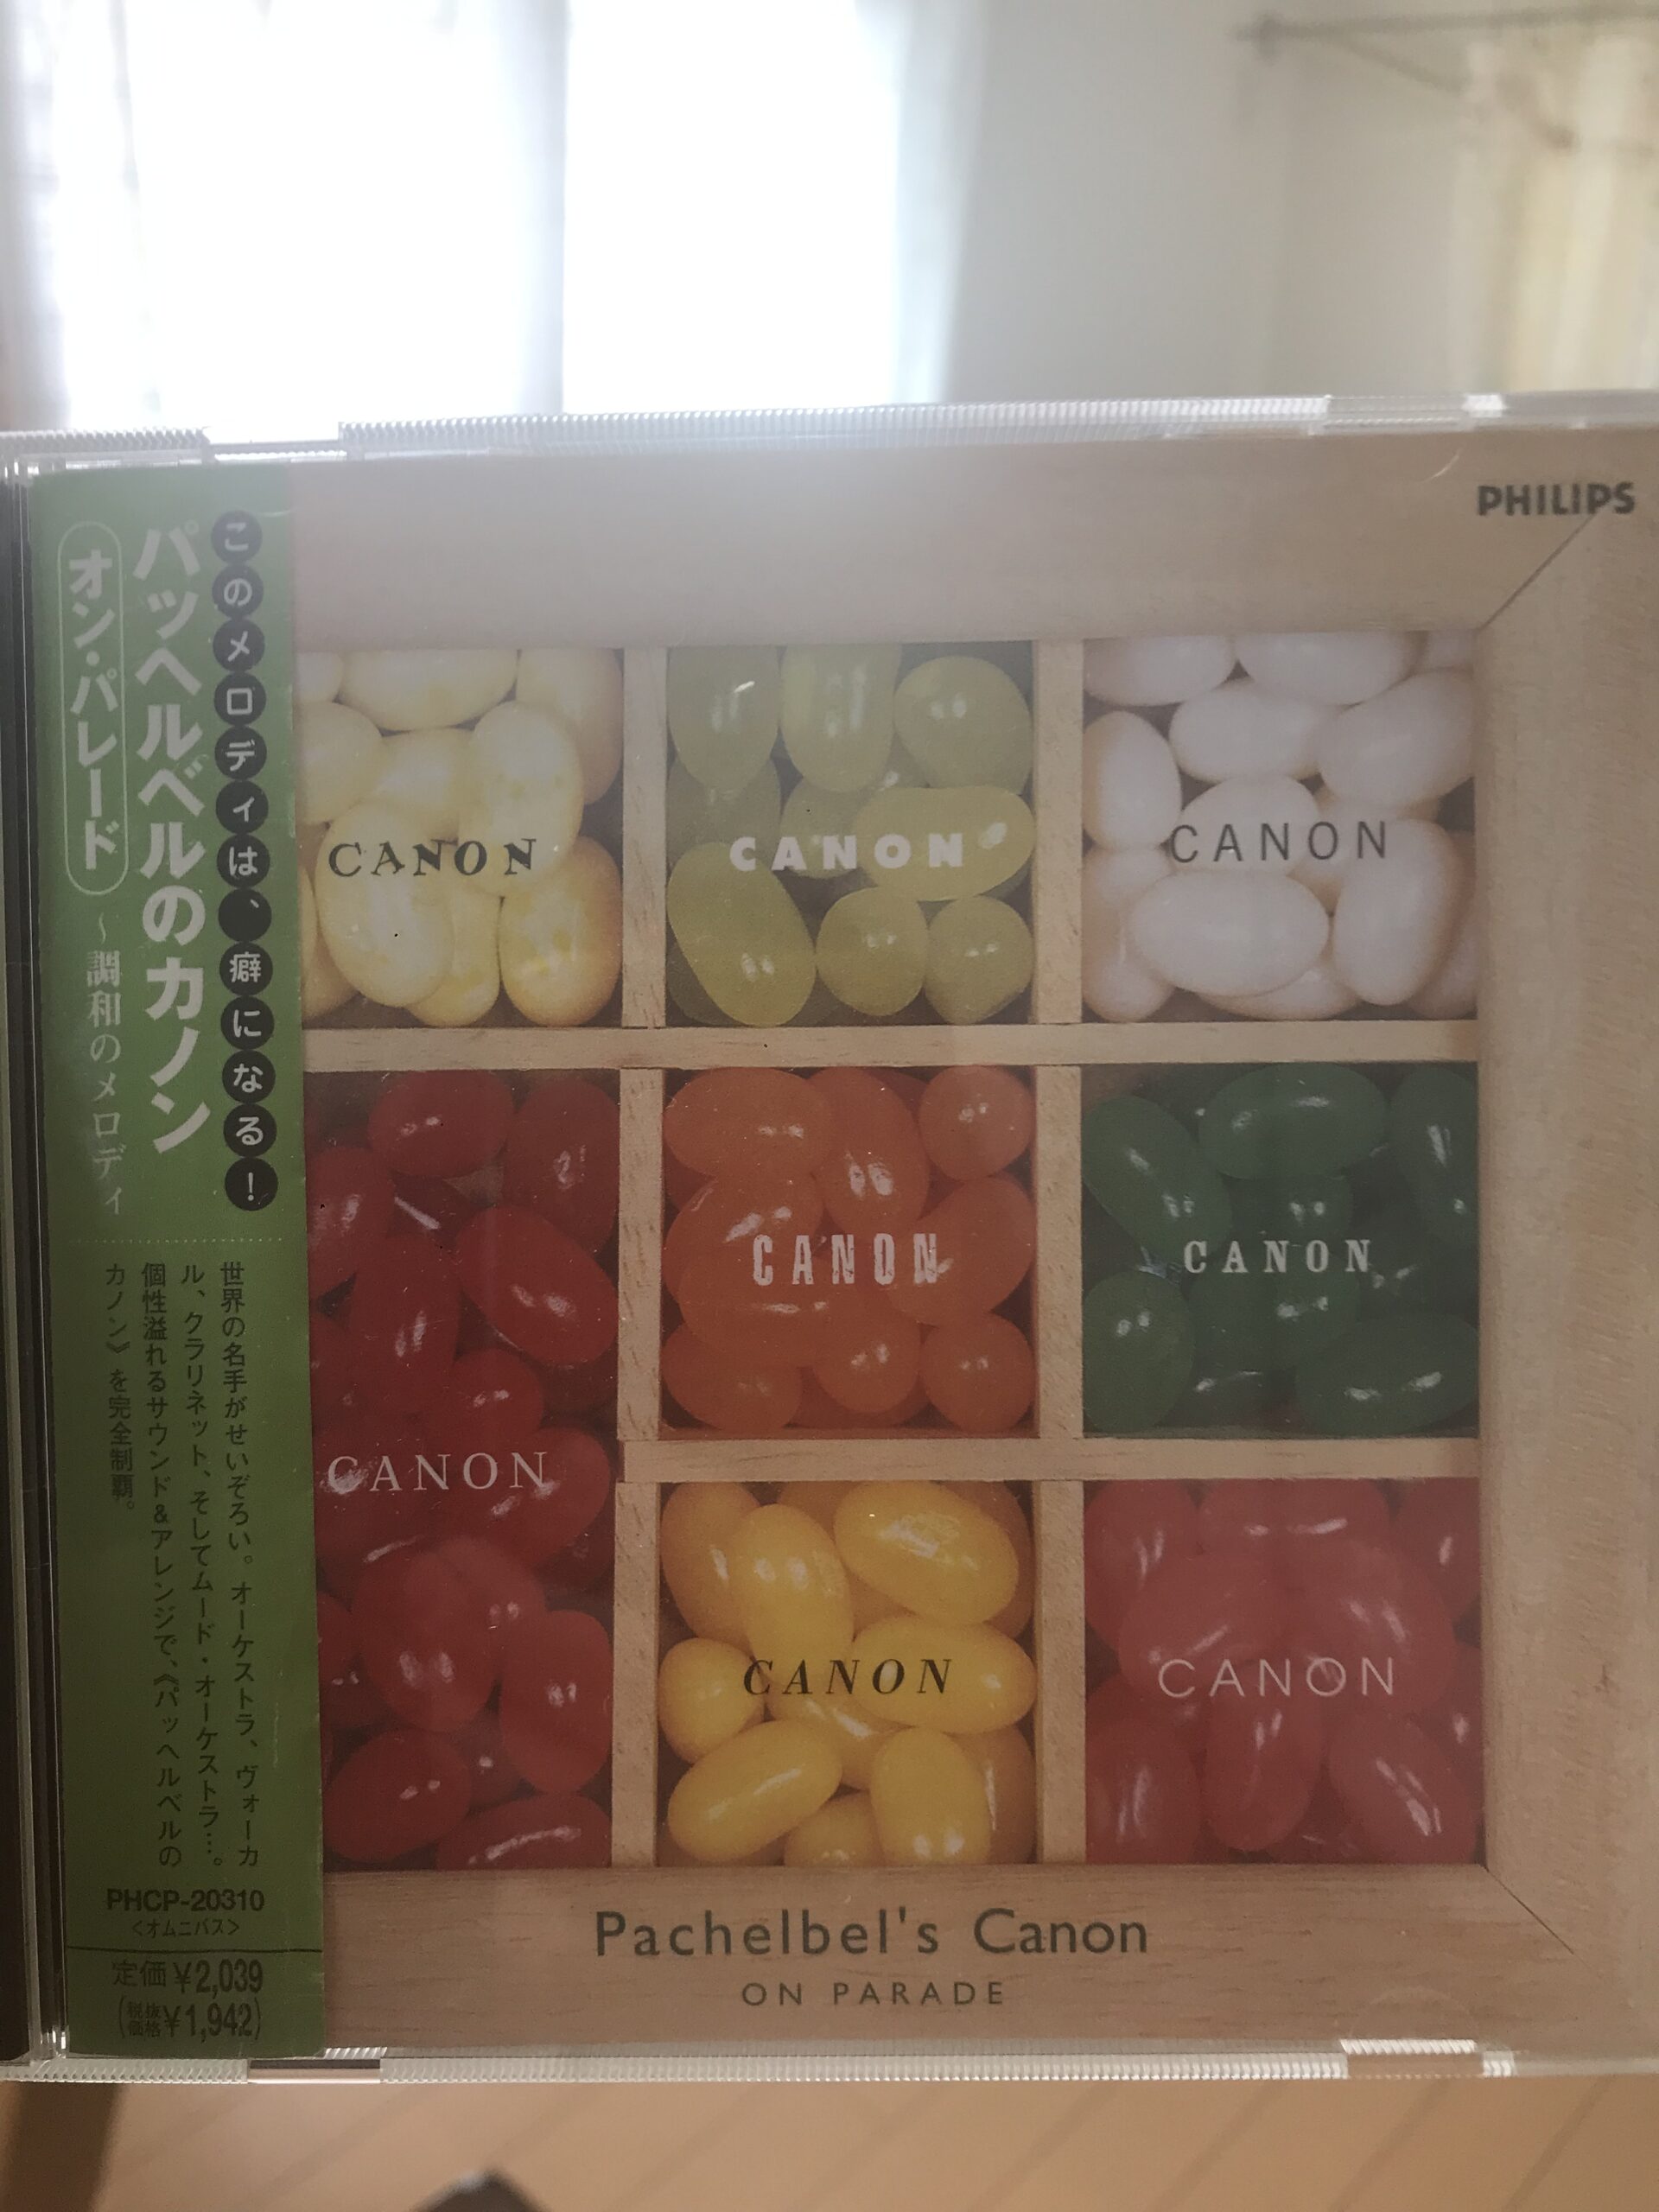 このメロディは、癖になる!
パッヘルベルのカノン
オン・パレード
~調和のメロディ
世界の名手がせいぞろい。オーケストラ、ヴォーカ
ル、クラリネット、そしてムード・オーケストラ…。
個性溢れるサウンド&アレンジで、《パッヘルベルの
カノン》を完全制覇。
PHCP-20310
<オムニバス>
定価¥2,039
(税抜価格¥1,942)
PHILIPS
CANON
CANON
CANON
CANON
CANON
CANON
CANON
CANON
Pachelbel's Canon
ON PARADE